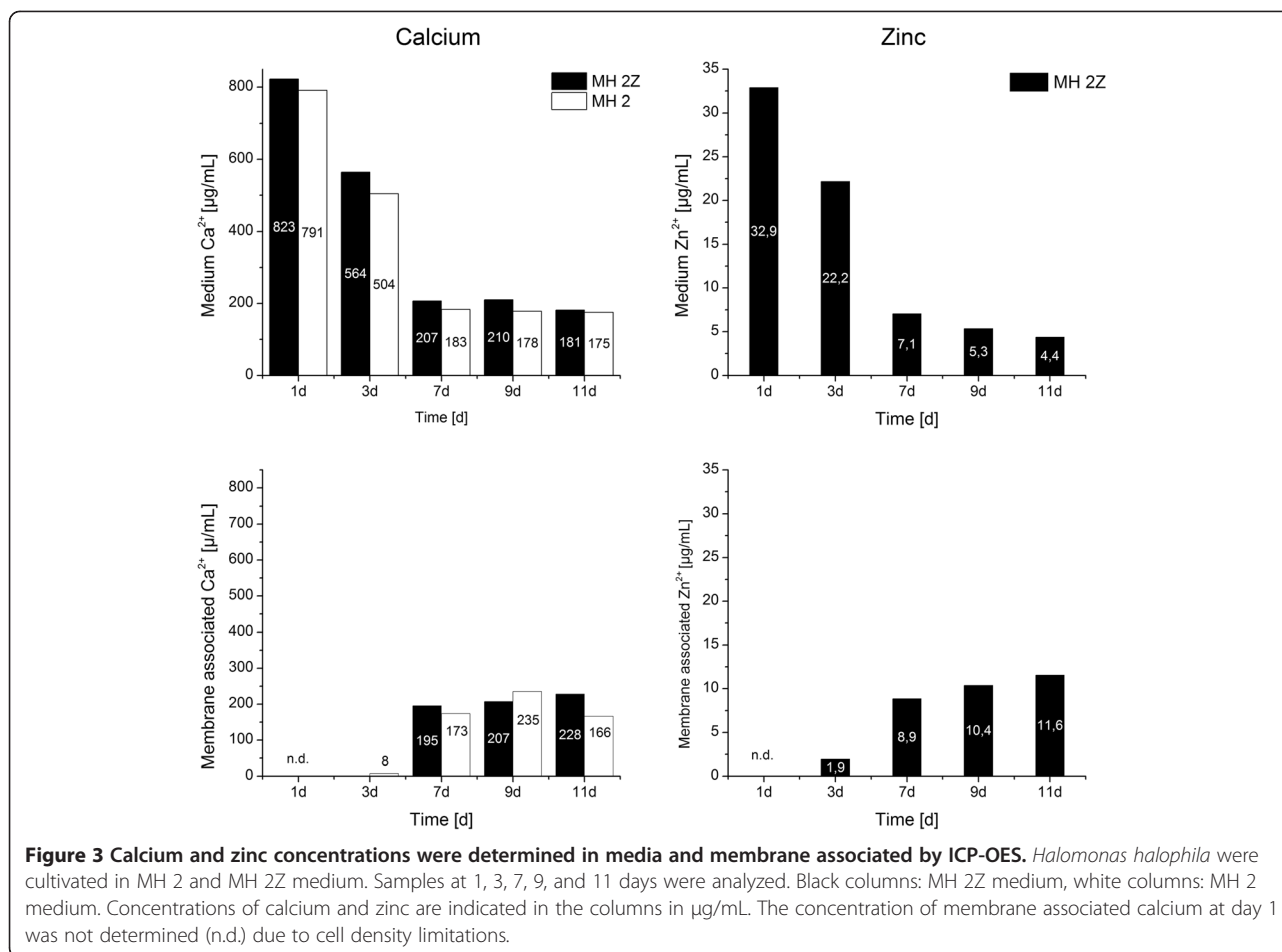 Calcium
Zinc
MH 2Z
MH 2
MH 2Z
Medium Ca²⁺ [µg/mL]
800
600
400
200
0
823
791
564
504
207
183
210
178
181
175
1d 3d 7d 9d 11d
Time [d]
Medium Zn²⁺ [µg/mL]
35
30
25
20
15
10
5
0
32,9
22,2
7,1
5,3
4,4
1d 3d 7d 9d 11d
Time [d]
Membrane associated Ca²⁺ [µ/mL]
800
700
600
500
400
300
200
100
0
n.d.
8
195
173
207
235
228
166
1d 3d 7d 9d 11d
Time [d]
Membrane associated Zn²⁺ [µg/mL]
35
30
25
20
15
10
5
0
n.d.
1,9
8,9
10,4
11,6
1d 3d 7d 9d 11d
Time [d]
Figure 3 Calcium and zinc concentrations were determined in media and membrane associated by ICP-OES. Halomonas halophila were
cultivated in MH 2 and MH 2Z medium. Samples at 1, 3, 7, 9, and 11 days were analyzed. Black columns: MH 2Z medium, white columns: MH 2
medium. Concentrations of calcium and zinc are indicated in the columns in µg/mL. The concentration of membrane associated calcium at day 1
was not determined (n.d.) due to cell density limitations.